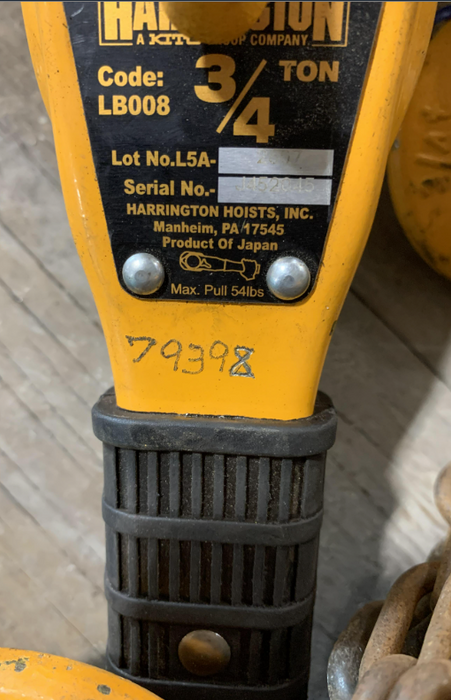 HARRINGTON
A KITO GROUP COMPANY
Code:
LB008
3/4 TON
Lot No.L5A-
Serial No.-
HARRINGTON HOISTS, INC.
Manheim, PA 17545
Product Of Japan
Max. Pull 54lbs
79398